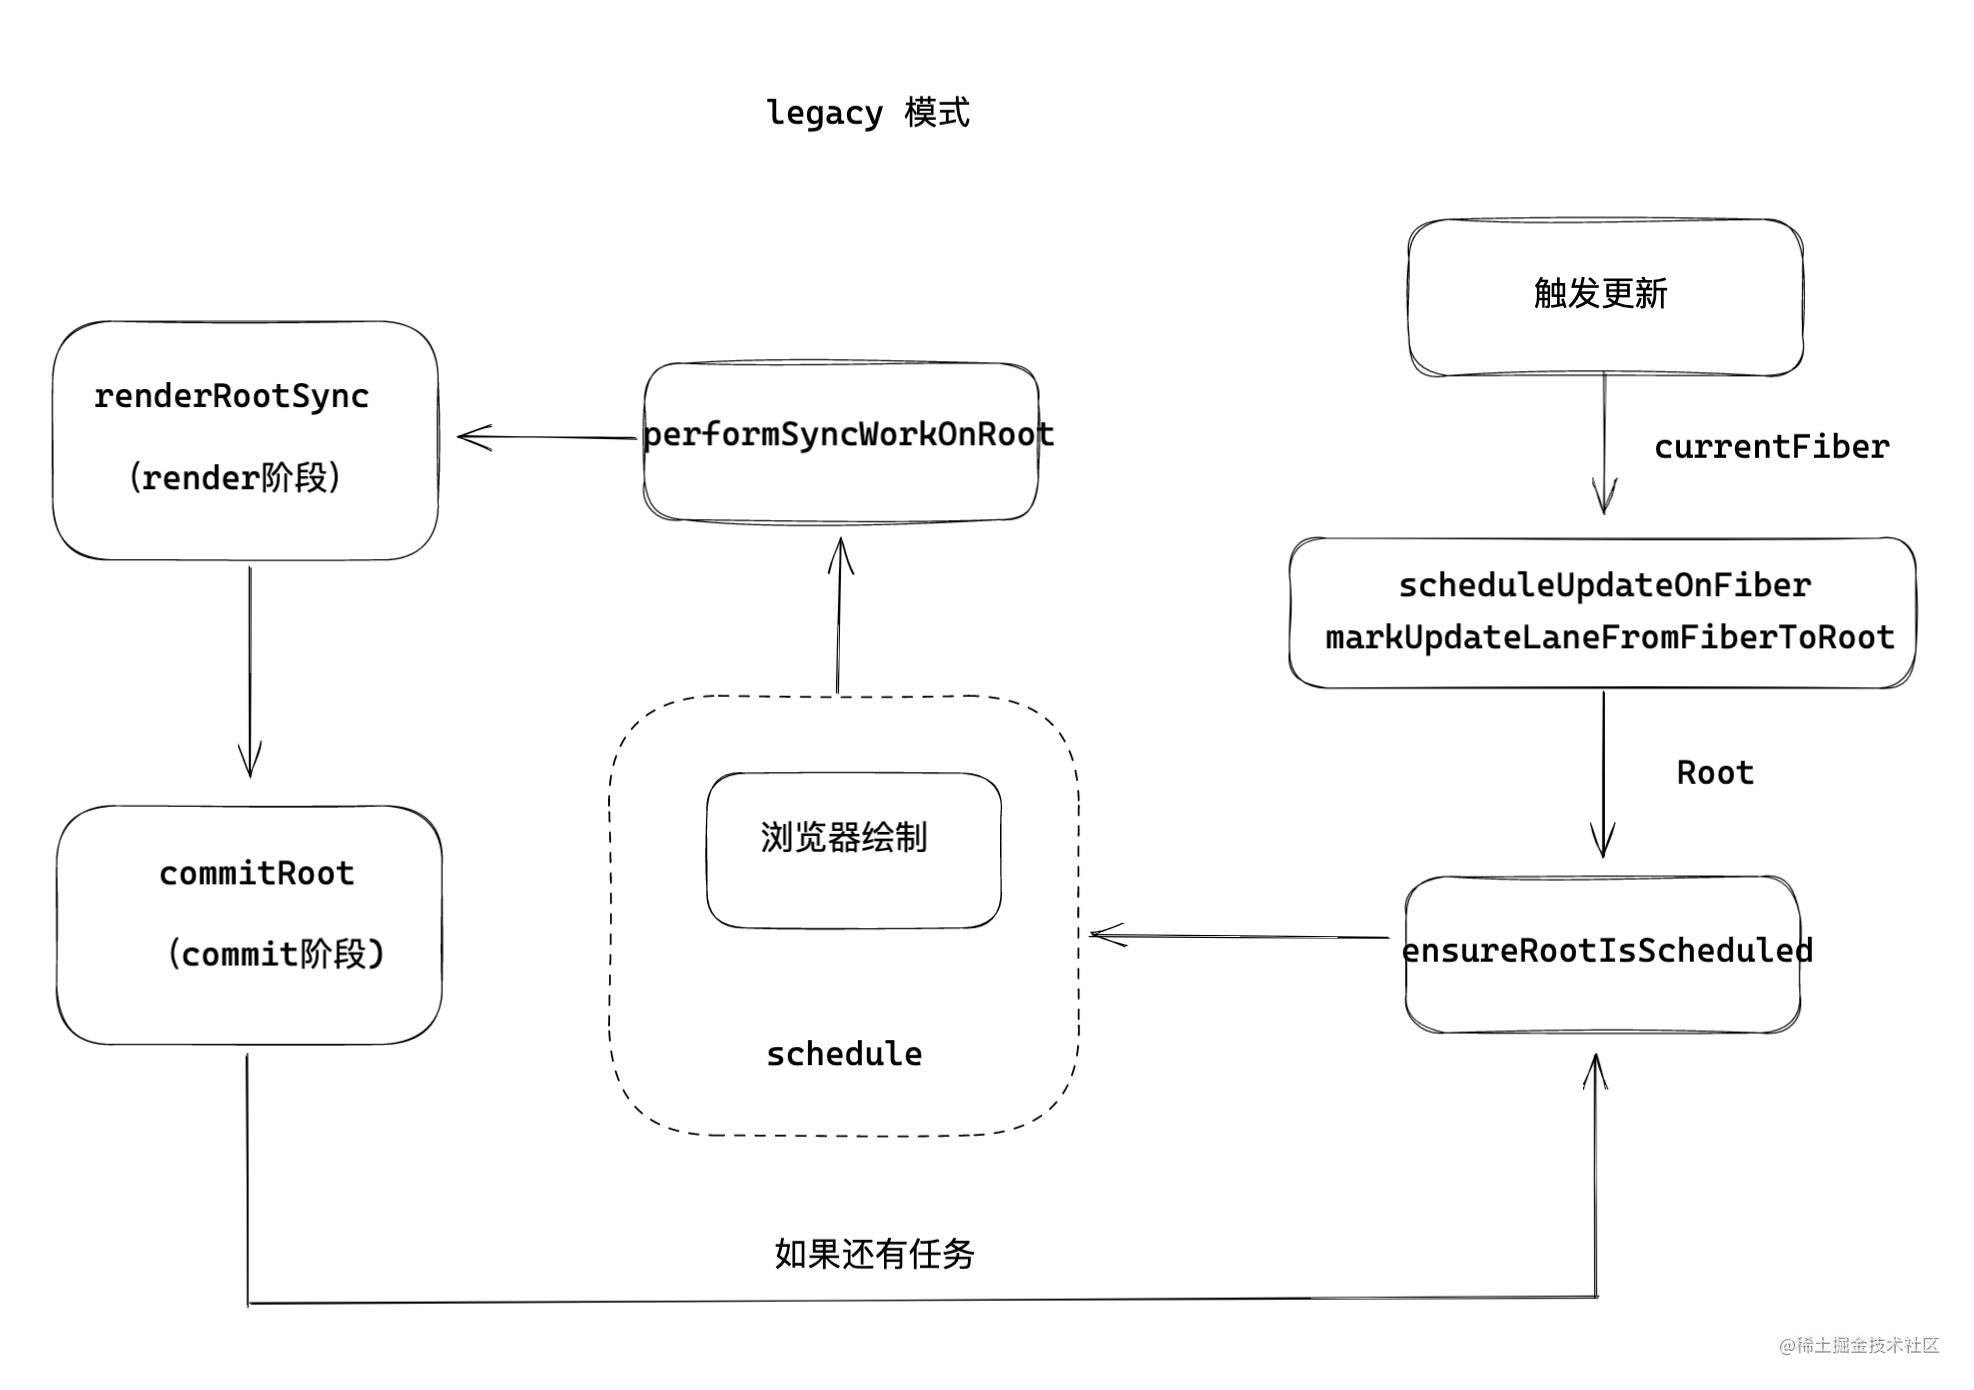 legacy 模式
触发更新
currentFiber
scheduleUpdateOnFiber
markUpdateLaneFromFiberToRoot
Root
ensureRootIsScheduled
浏览器绘制
schedule
performSyncWorkOnRoot
renderRootSync
（render阶段）
commitRoot
（commit阶段)
如果还有任务
@稀土掘金技术社区